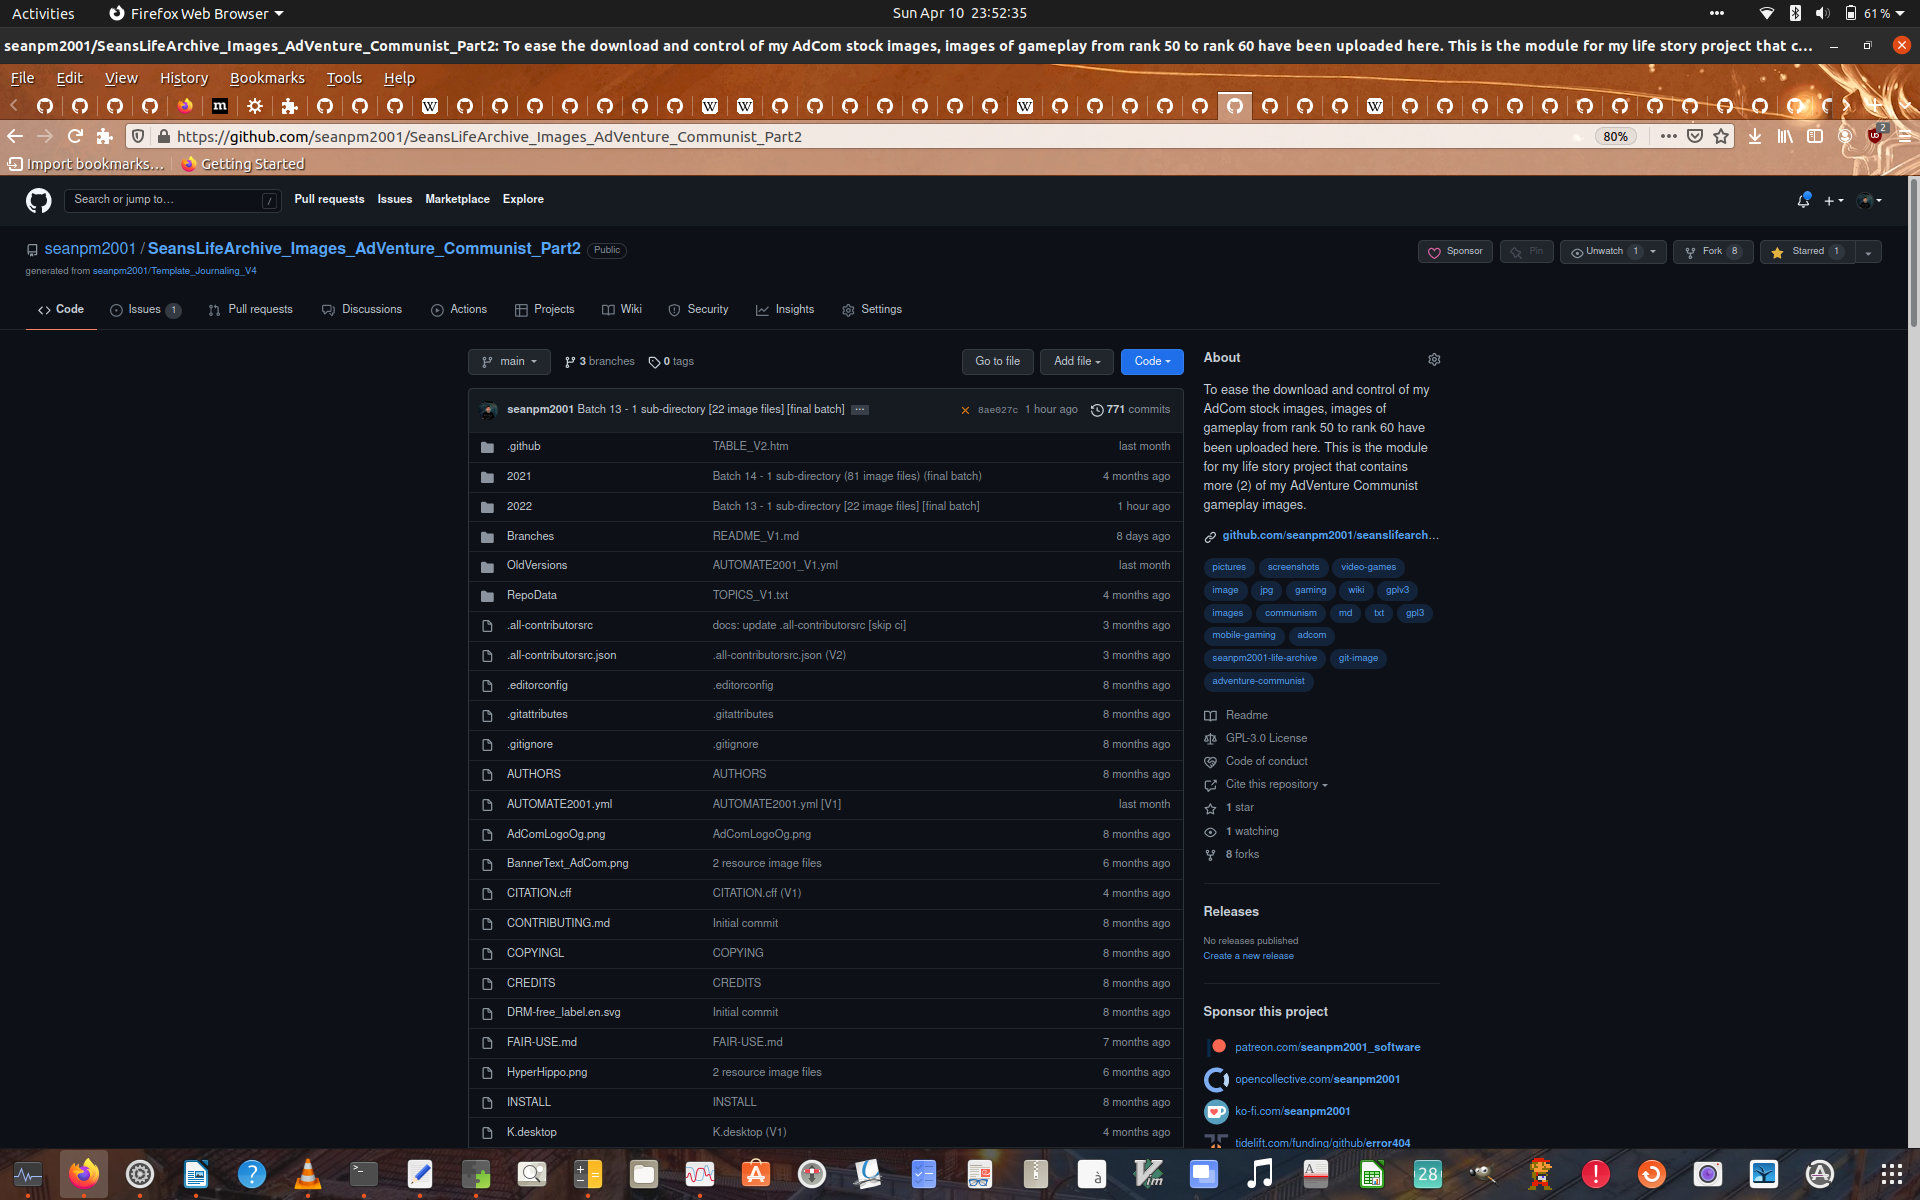 Activities Firefox Web Browser Sun Apr 10 23:52:35 61 %
seanpm2001/SeansLifeArchive_Images_AdVenture_Communist_Part2: To ease the download and control of my AdCom stock images, images of gameplay from rank 50 to rank 60 have been uploaded here. This is the module for my life story project that c...
File Edit View History Bookmarks Tools Help
https://github.com/seanpm2001/SeansLifeArchive_Images_AdVenture_Communist_Part2 80% 2
Import bookmarks... Getting Started
Search or jump to... / Pull requests Issues Marketplace Explore
seanpm2001 / SeansLifeArchive_Images_AdVenture_Communist_Part2 Public
Sponsor Pin Unwatch 1 Fork 8 Starred 1
generated from seanpm2001/Template_Journaling_V4
Code Issues 1 Pull requests Discussions Actions Projects Wiki Security Insights Settings
main 3 branches 0 tags Go to file Add file Code
seanpm2001 Batch 13 - 1 sub-directory [22 image files] [final batch] ... 8ae027c 1 hour ago 771 commits
.github TABLE_V2.htm last month
2021 Batch 14 - 1 sub-directory (81 image files) (final batch) 4 months ago
2022 Batch 13 - 1 sub-directory [22 image files] [final batch] 1 hour ago
Branches README_V1.md 8 days ago
OldVersions AUTOMATE2001_V1.yml last month
RepoData TOPICS_V1.txt 4 months ago
.all-contributorsrc docs: update .all-contributorsrc [skip ci] 3 months ago
.all-contributorsrc.json .all-contributorsrc.json (V2) 3 months ago
.editorconfig .editorconfig 8 months ago
.gitattributes .gitattributes 8 months ago
.gitignore .gitignore 8 months ago
AUTHORS AUTHORS 8 months ago
AUTOMATE2001.yml AUTOMATE2001.yml [V1] last month
AdComLogoOg.png AdComLogoOg.png 8 months ago
BannerText_AdCom.png 2 resource image files 6 months ago
CITATION.cff CITATION.cff (V1) 4 months ago
CONTRIBUTING.md Initial commit 8 months ago
COPYINGL COPYING 8 months ago
CREDITS CREDITS 8 months ago
DRM-free_label.en.svg Initial commit 8 months ago
FAIR-USE.md FAIR-USE.md 7 months ago
HyperHippo.png 2 resource image files 6 months ago
INSTALL INSTALL 8 months ago
K.desktop K.desktop (V1) 4 months ago
About
To ease the download and control of my
AdCom stock images, images of
gameplay from rank 50 to rank 60 have
been uploaded here. This is the module
for my life story project that contains
more (2) of my AdVenture Communist
gameplay images.
github.com/seanpm2001/seanslifearch...
pictures screenshots video-games
image jpg gaming wiki gplv3
images communism md txt gpl3
mobile-gaming adcom
seanpm2001-life-archive git-image
adventure-communist
Readme
GPL-3.0 License
Code of conduct
Cite this repository
1 star
1 watching
8 forks
Releases
No releases published
Create a new release
Sponsor this project
patreon.com/seanpm2001_software
opencollective.com/seanpm2001
ko-fi.com/seanpm2001
tidelift.com/funding/github/error404
28